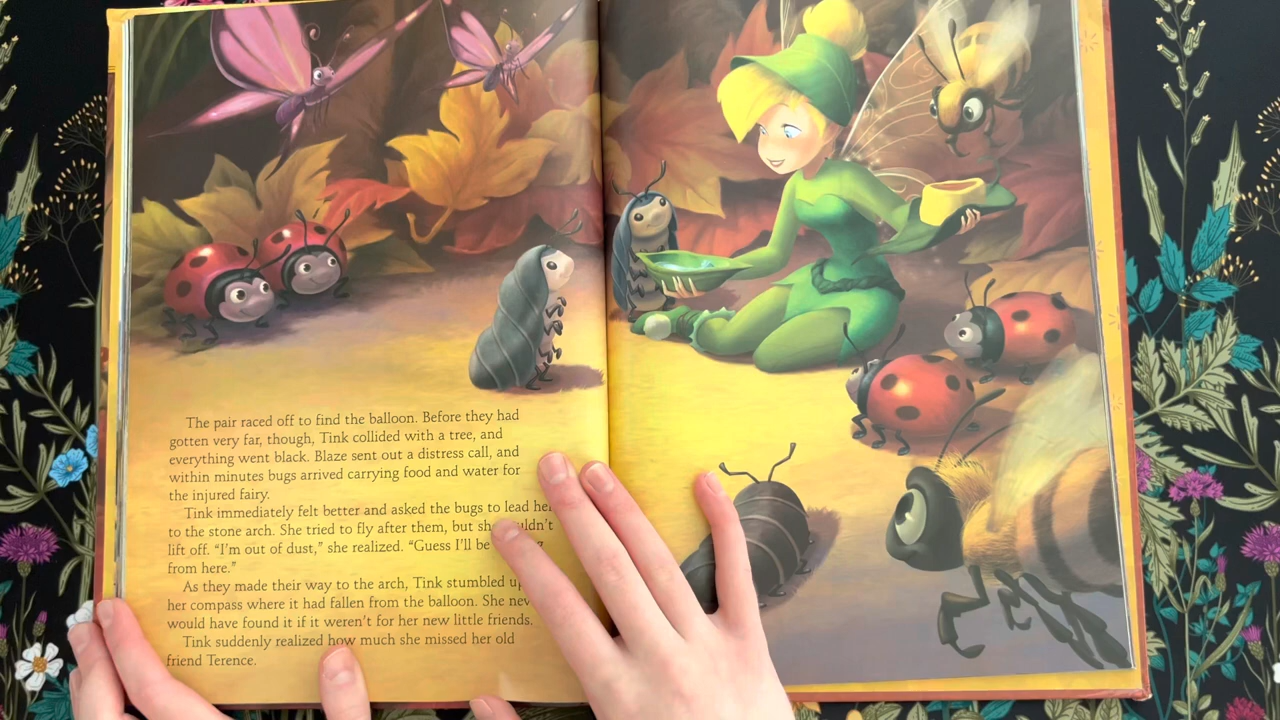 The pair raced off to find the balloon. Before they had
gotten very far, though, Tink collided with a tree, and
everything went black. Blaze sent out a distress call, and
within minutes bugs arrived carrying food and water for
the injured fairy.
Tink immediately felt better and asked the bugs to lead her
to the stone arch. She tried to fly after them, but she
lift off. “I’m out of dust,” she realized. “Guess I’ll be
from here.”
As they made their way to the arch, Tink stumbled
her compass where it had fallen from the balloon. She
would have found it if it weren’t for her new little friends.
Tink suddenly realized how much she missed her old
friend Terence.